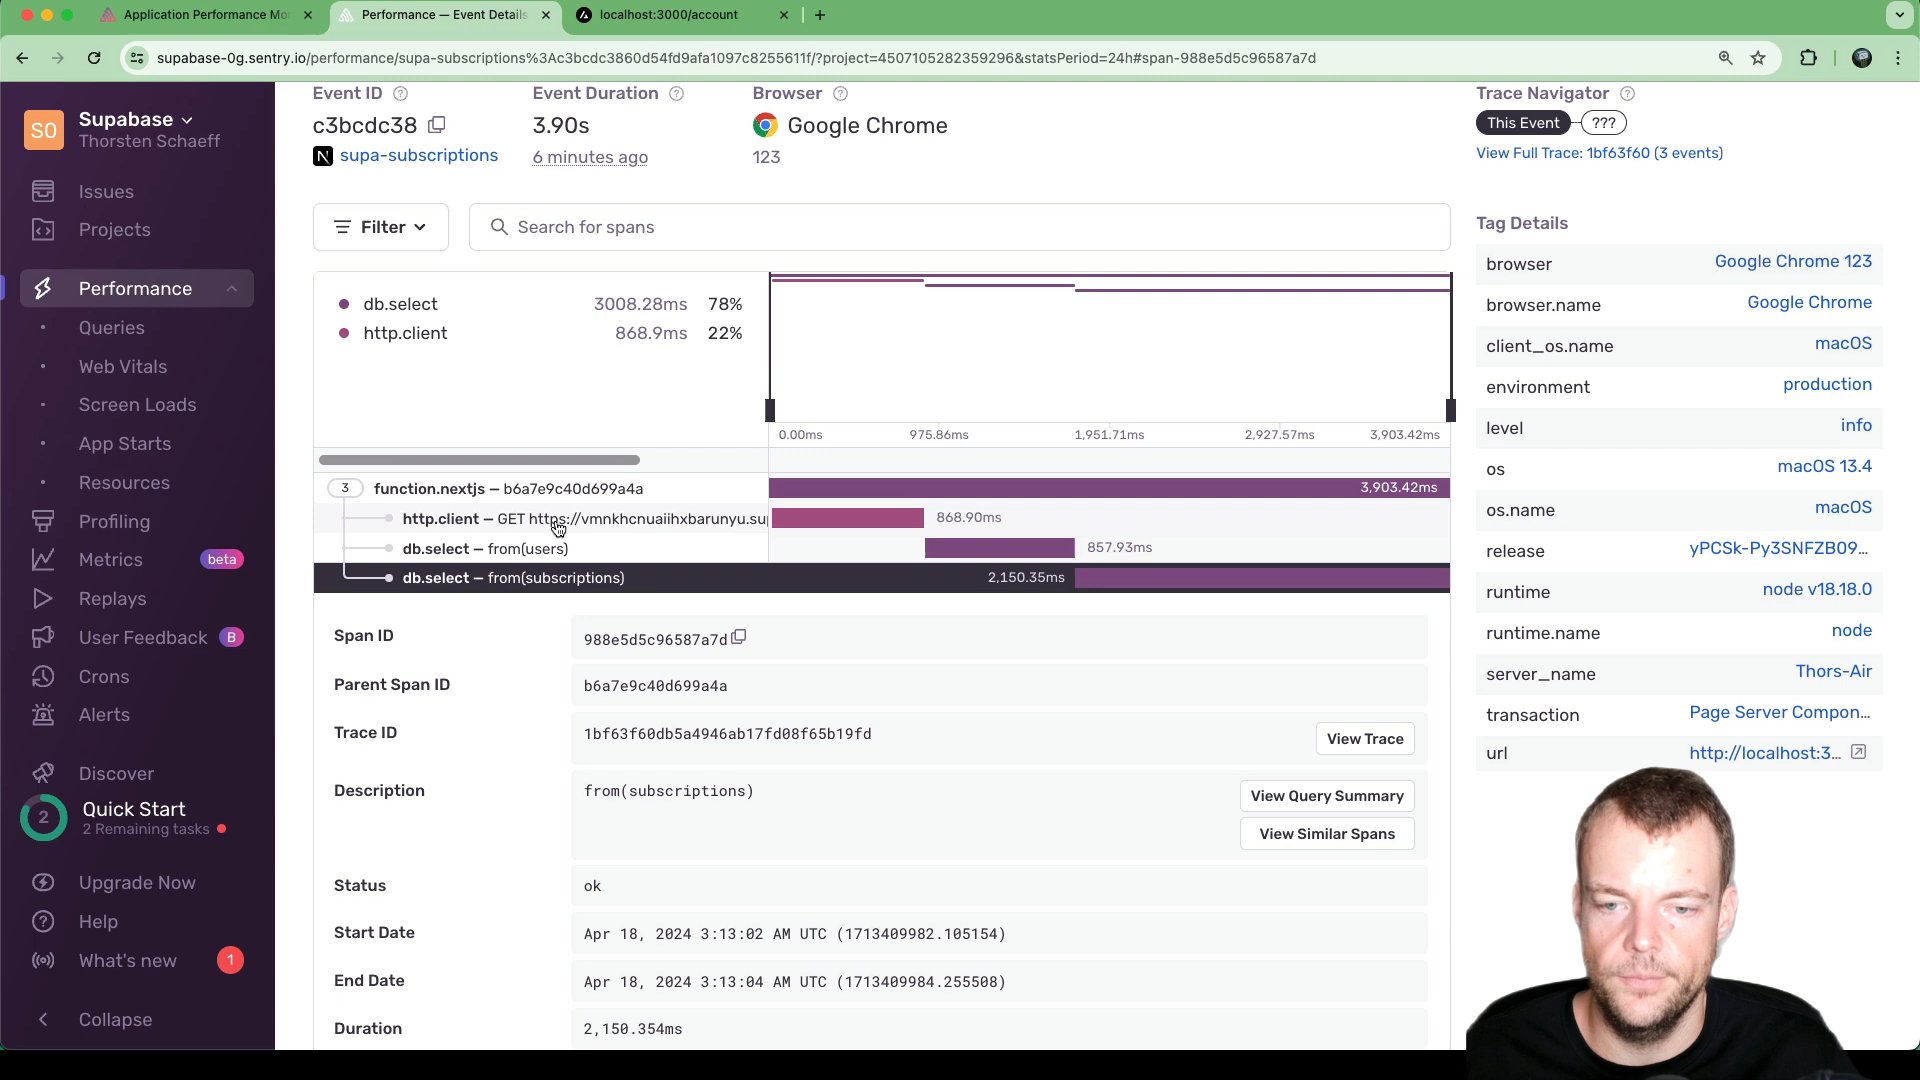 Application Performance Mo
Performance — Event Details
localhost:3000/account
supabase-0g.sentry.io/performance/supa-subscriptions%3Ac3bcdc3860d54fd9afa1097c8255611f/?project=4507105282359296&statsPeriod=24h#span-988e5d5c96587a7d
SO
Supabase
Thorsten Schaeff
Issues
Projects
Performance
Queries
Web Vitals
Screen Loads
App Starts
Resources
Profiling
Metrics beta
Replays
User Feedback B
Crons
Alerts
Discover
2
Quick Start
2 Remaining tasks
Upgrade Now
Help
What's new 1
Collapse
Event ID
c3bcdc38
N supa-subscriptions
Event Duration
3.90s
6 minutes ago
Browser
Google Chrome
123
Filter
Search for spans
db.select 3008.28ms 78%
http.client 868.9ms 22%
0.00ms 975.86ms 1,951.71ms 2,927.57ms 3,903.42ms
3 function.nextjs — b6a7e9c40d699a4a 3,903.42ms
http.client — GET https://vmnkhcnuaiihxbarunyu.su 868.90ms
db.select — from(users) 857.93ms
db.select — from(subscriptions) 2,150.35ms
Span ID 988e5d5c96587a7d
Parent Span ID b6a7e9c40d699a4a
Trace ID 1bf63f60db5a4946ab17fd08f65b19fd View Trace
Description from(subscriptions) View Query Summary
View Similar Spans
Status ok
Start Date Apr 18, 2024 3:13:02 AM UTC (1713409982.105154)
End Date Apr 18, 2024 3:13:04 AM UTC (1713409984.255508)
Duration 2,150.354ms
Trace Navigator
This Event ???
View Full Trace: 1bf63f60 (3 events)
Tag Details
browser Google Chrome 123
browser.name Google Chrome
client_os.name macOS
environment production
level info
os macOS 13.4
os.name macOS
release yPCSk-Py3SNFZB09…
runtime node v18.18.0
runtime.name node
server_name Thors-Air
transaction Page Server Compon…
url http://localhost:3…